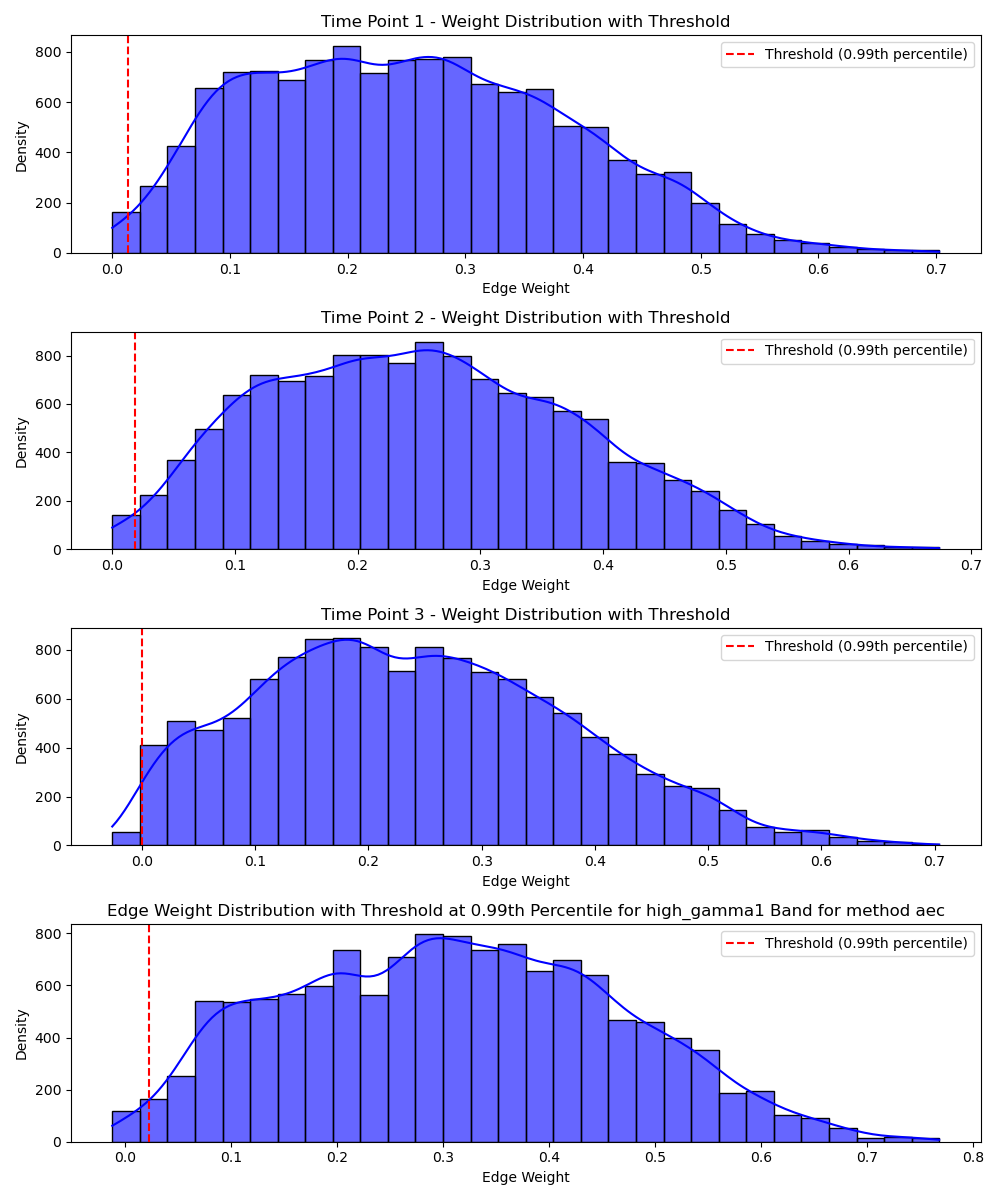 Time Point 1 - Weight Distribution with Threshold
Threshold (0.99th percentile)
Density
800
600
400
200
0
0.0 0.1 0.2 0.3 0.4 0.5 0.6 0.7
Edge Weight
Time Point 2 - Weight Distribution with Threshold
Threshold (0.99th percentile)
Density
800
600
400
200
0
0.0 0.1 0.2 0.3 0.4 0.5 0.6 0.7
Edge Weight
Time Point 3 - Weight Distribution with Threshold
Threshold (0.99th percentile)
Density
800
600
400
200
0
0.0 0.1 0.2 0.3 0.4 0.5 0.6 0.7
Edge Weight
Edge Weight Distribution with Threshold at 0.99th Percentile for high_gamma1 Band for method aec
Threshold (0.99th percentile)
Density
800
600
400
200
0
0.0 0.1 0.2 0.3 0.4 0.5 0.6 0.7 0.8
Edge Weight